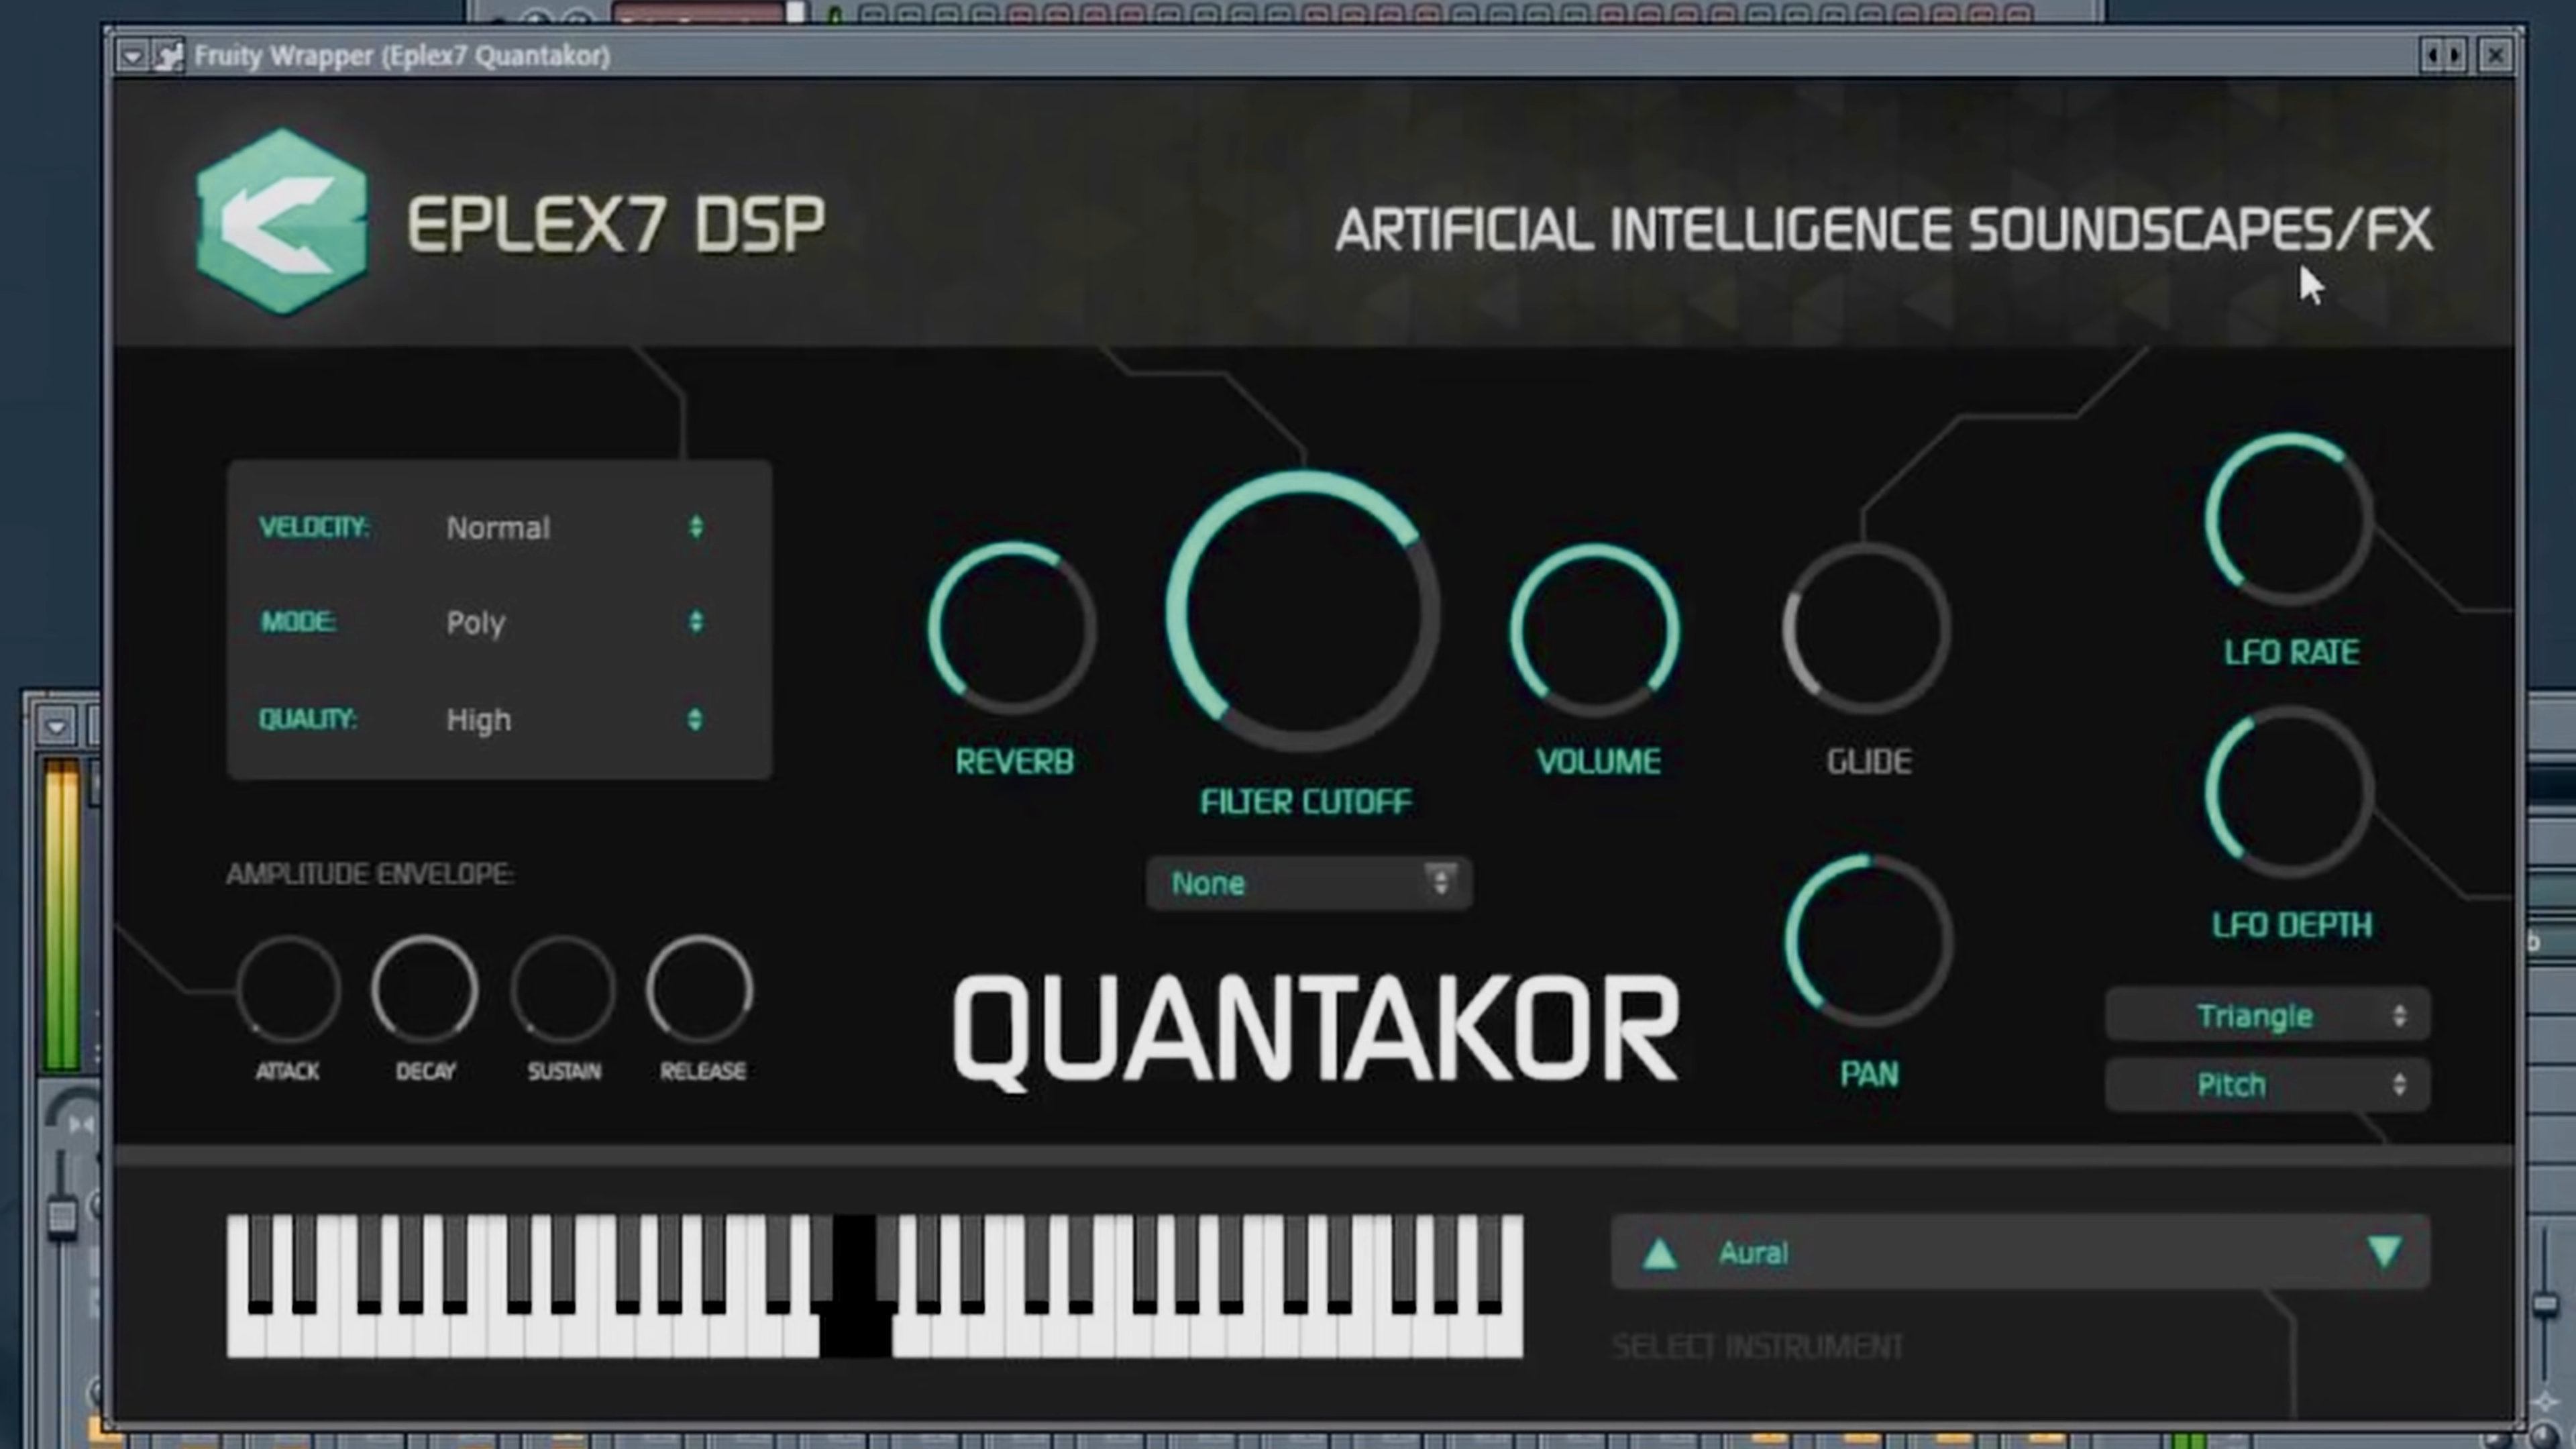 Fruity Wrapper (Eplex7 Quantakor)
EPLEX7 DSP
ARTIFICIAL INTELLIGENCE SOUNDSCAPES/FX
VELOCITY: Normal
MODE: Poly
QUALITY: High
REVERB
FILTER CUTOFF
VOLUME
GLIDE
LFO RATE
None
AMPLITUDE ENVELOPE:
ATTACK
DECAY
SUSTAIN
RELEASE
QUANTAKOR
PAN
LFO DEPTH
Triangle
Pitch
Aural
SELECT INSTRUMENT